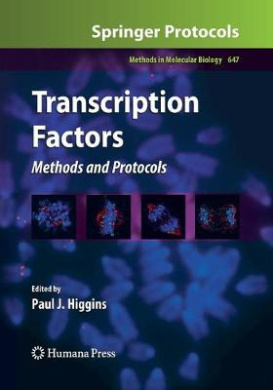 Springer Protocols
Methods in Molecular Biology 647
Transcription
Factors
Methods and Protocols
Edited by
Paul J. Higgins
Humana Press